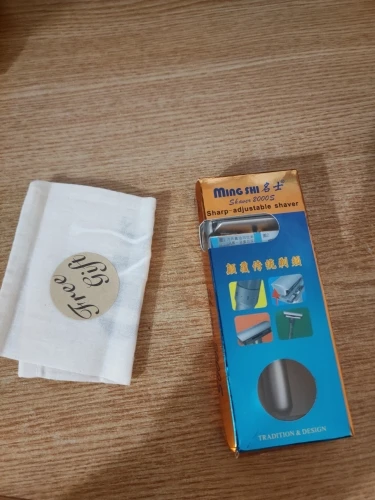 Free
Gift
MING SHI 名士
Shaver 2000S
Sharp-adjustable shaver
TRADITION & DESIGN